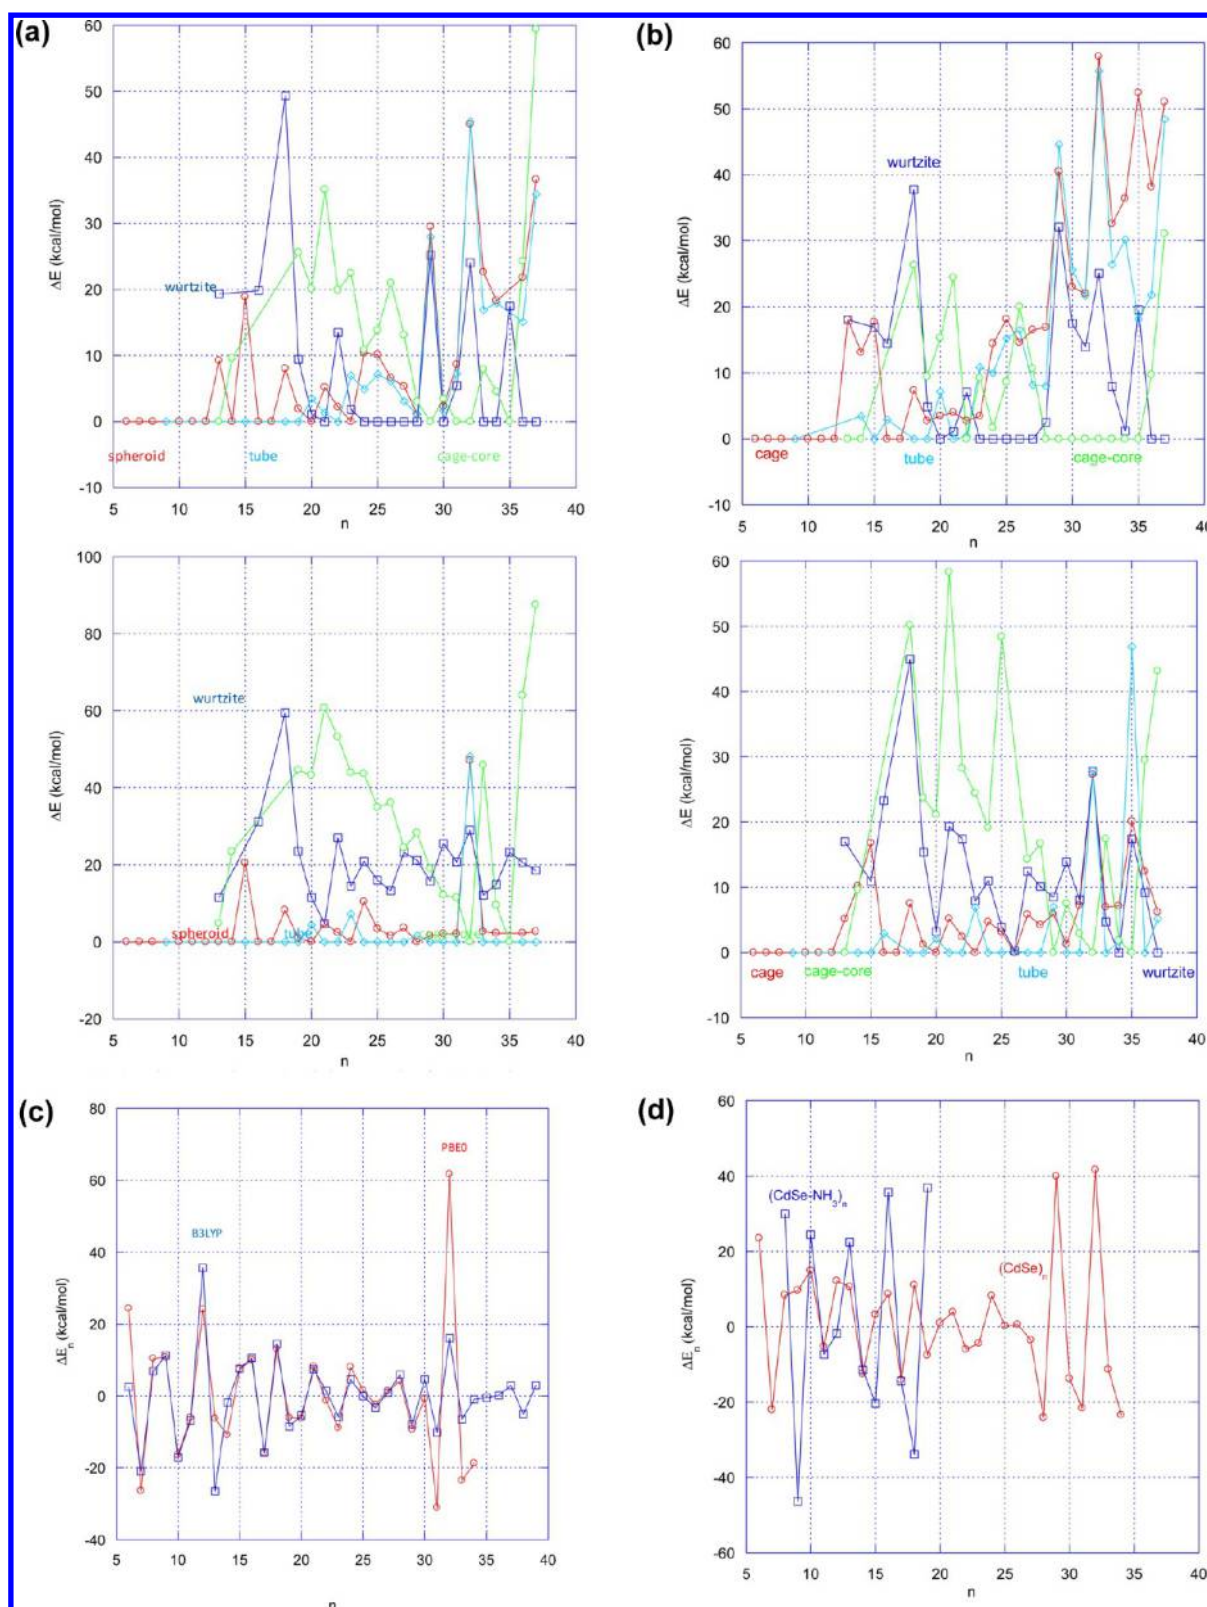 (a)
60
50
40
30
20
10
0
-10
ΔE (kcal/mol)
wurtzite
spheroid
tube
cage-core
5 10 15 20 25 30 35 40
n
(b)
60
50
40
30
20
10
0
-10
ΔE (kcal/mol)
wurtzite
cage
tube
cage-core
5 10 15 20 25 30 35 40
n
100
80
60
40
20
0
-20
ΔE (kcal/mol)
wurtzite
spheroid
tube
5 10 15 20 25 30 35 40
n
60
50
40
30
20
10
0
-10
ΔE (kcal/mol)
cage
cage-core
tube
wurtzite
5 10 15 20 25 30 35 40
n
(c)
80
60
40
20
0
-20
-40
ΔEn (kcal/mol)
PBE0
B3LYP
5 10 15 20 25 30 35 40
n
(d)
60
40
20
0
-20
-40
-60
ΔEn (kcal/mol)
(CdSe-NH3)n
(CdSe)n
5 10 15 20 25 30 35 40
n